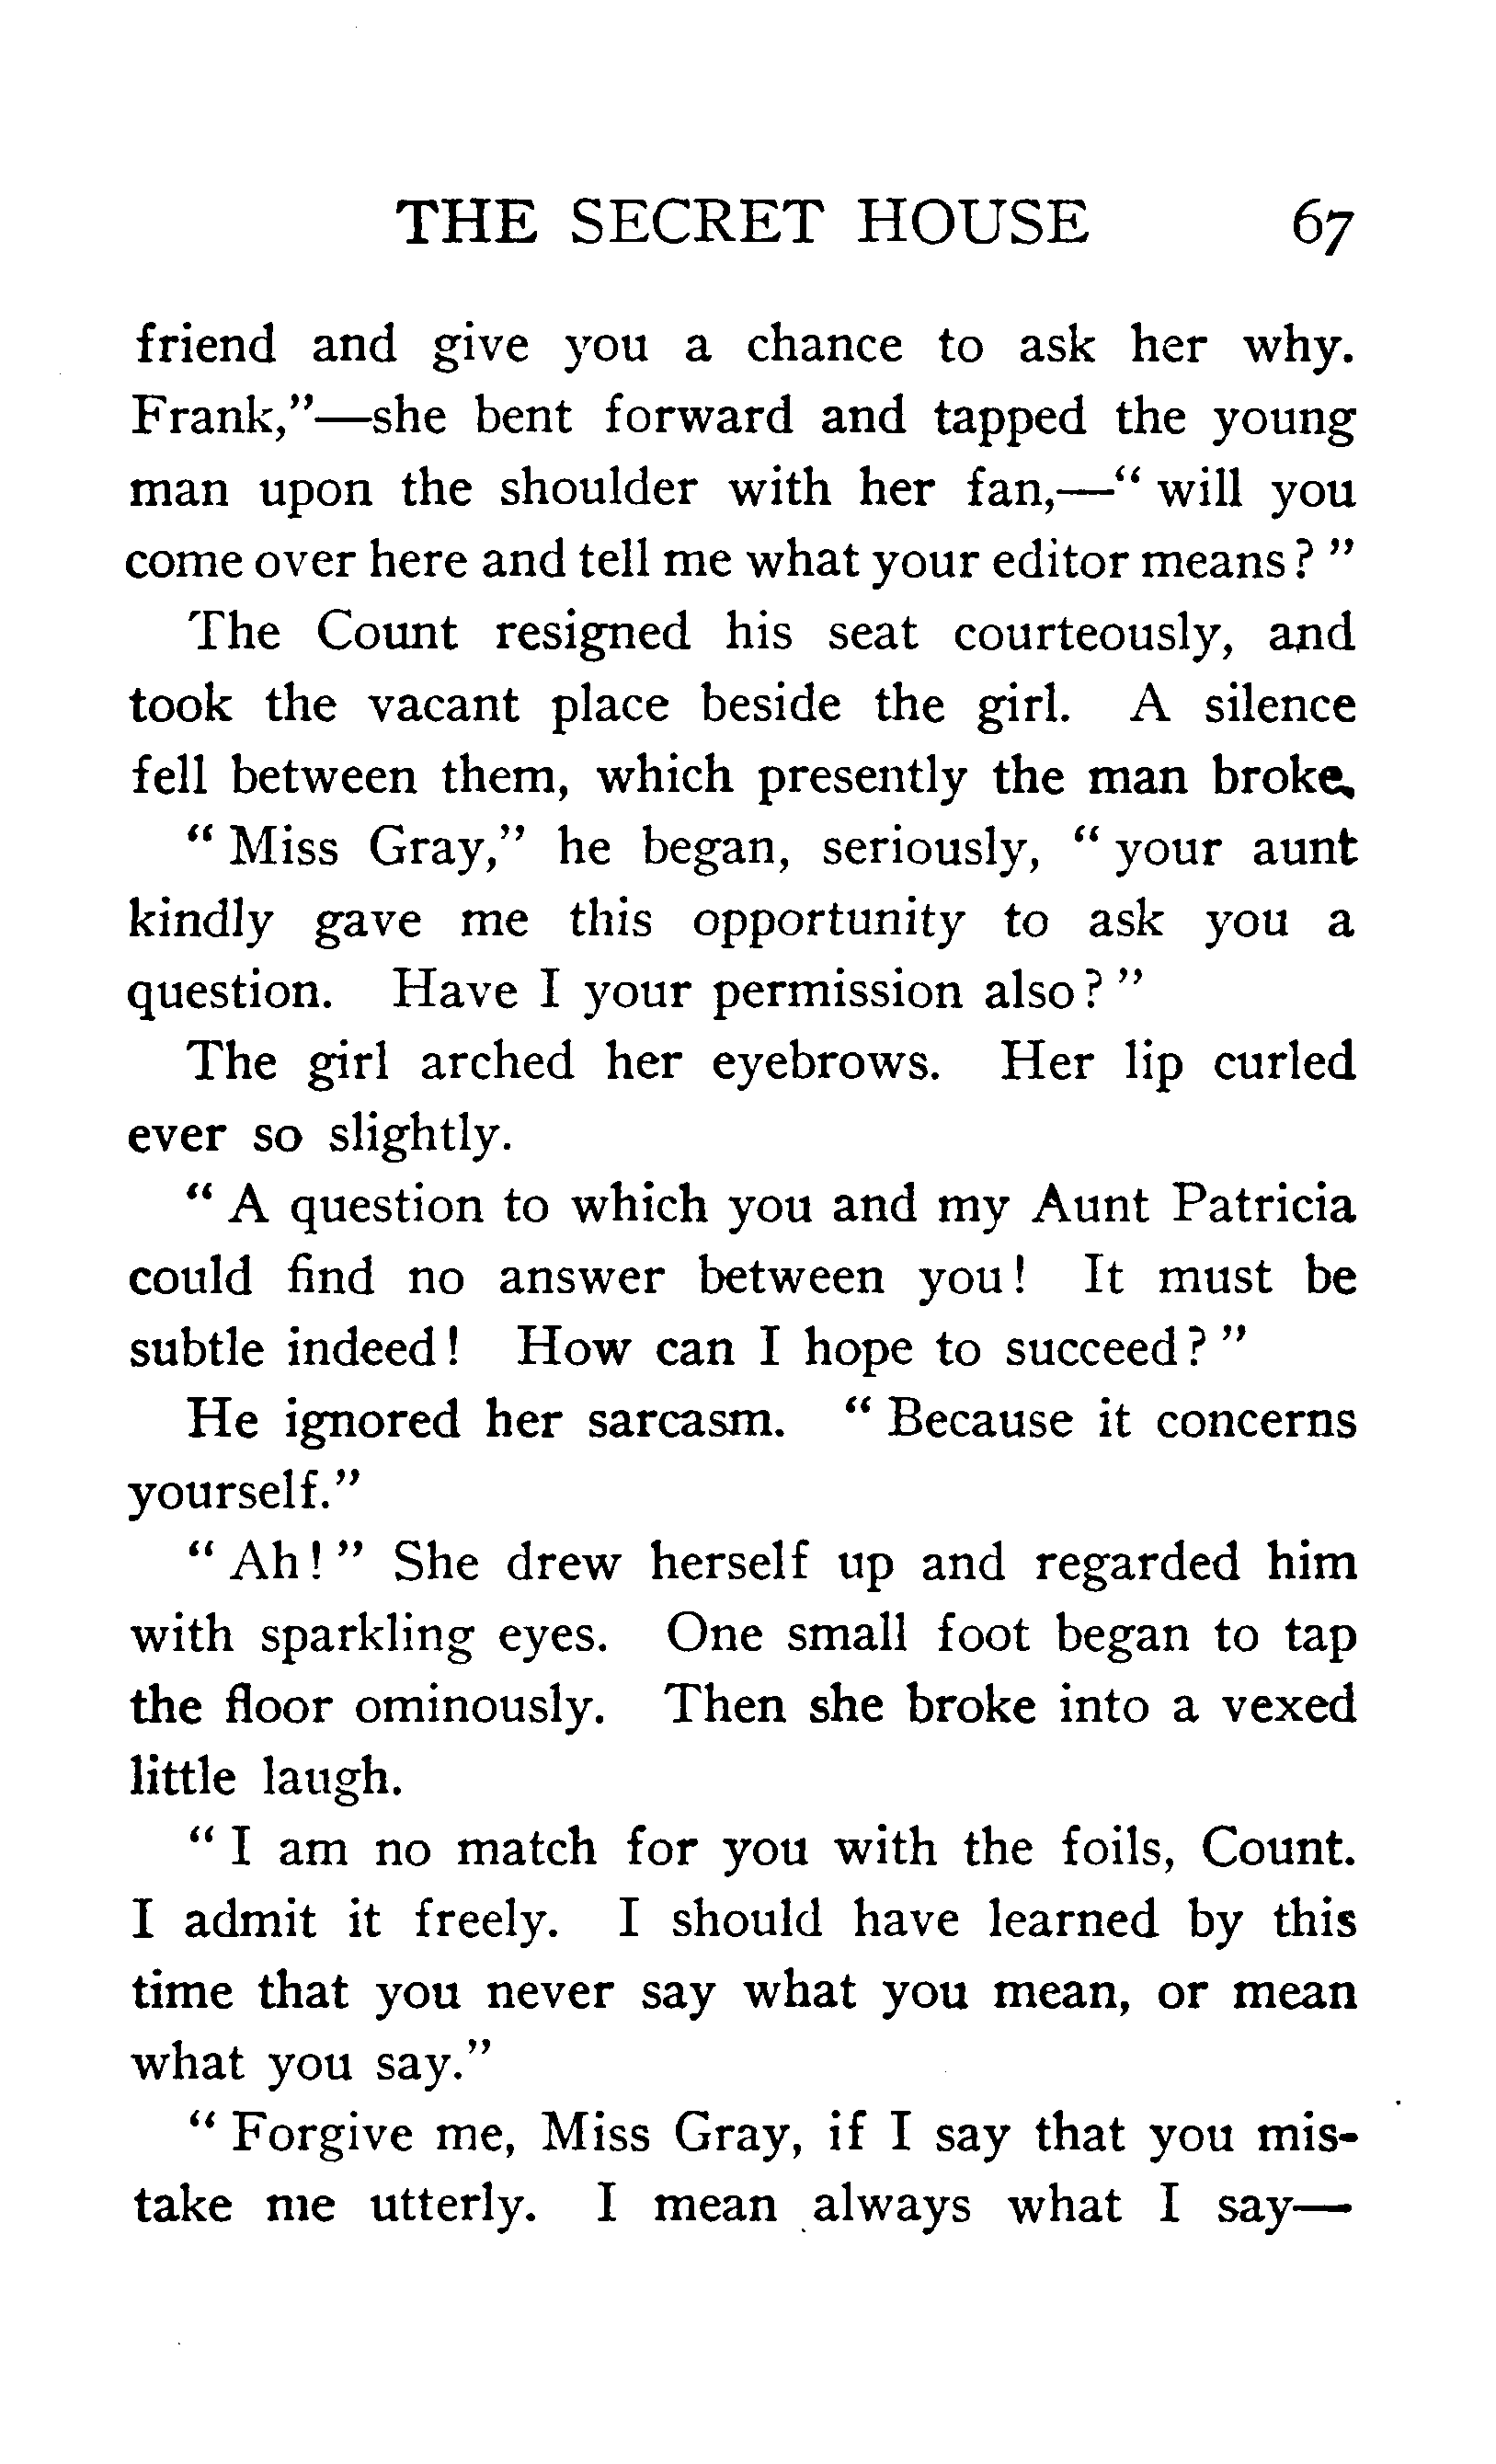 THE SECRET HOUSE 67
friend and give you a chance to ask her why.
Frank,"—she bent forward and tapped the young
man upon the shoulder with her fan,—" will you
come over here and tell me what your editor means? "
The Count resigned his seat courteously, and
took the vacant place beside the girl. A silence
fell between them, which presently the man broke.
" Miss Gray," he began, seriously, " your aunt
kindly gave me this opportunity to ask you a
question. Have I your permission also? "
The girl arched her eyebrows. Her lip curled
ever so slightly.
" A question to which you and my Aunt Patricia
could find no answer between you! It must be
subtle indeed! How can I hope to succeed? "
He ignored her sarcasm. " Because it concerns
yourself."
" Ah! " She drew herself up and regarded him
with sparkling eyes. One small foot began to tap
the floor ominously. Then she broke into a vexed
little laugh.
" I am no match for you with the foils, Count.
I admit it freely. I should have learned by this
time that you never say what you mean, or mean
what you say."
" Forgive me, Miss Gray, if I say that you mis-
take me utterly. I mean always what I say—